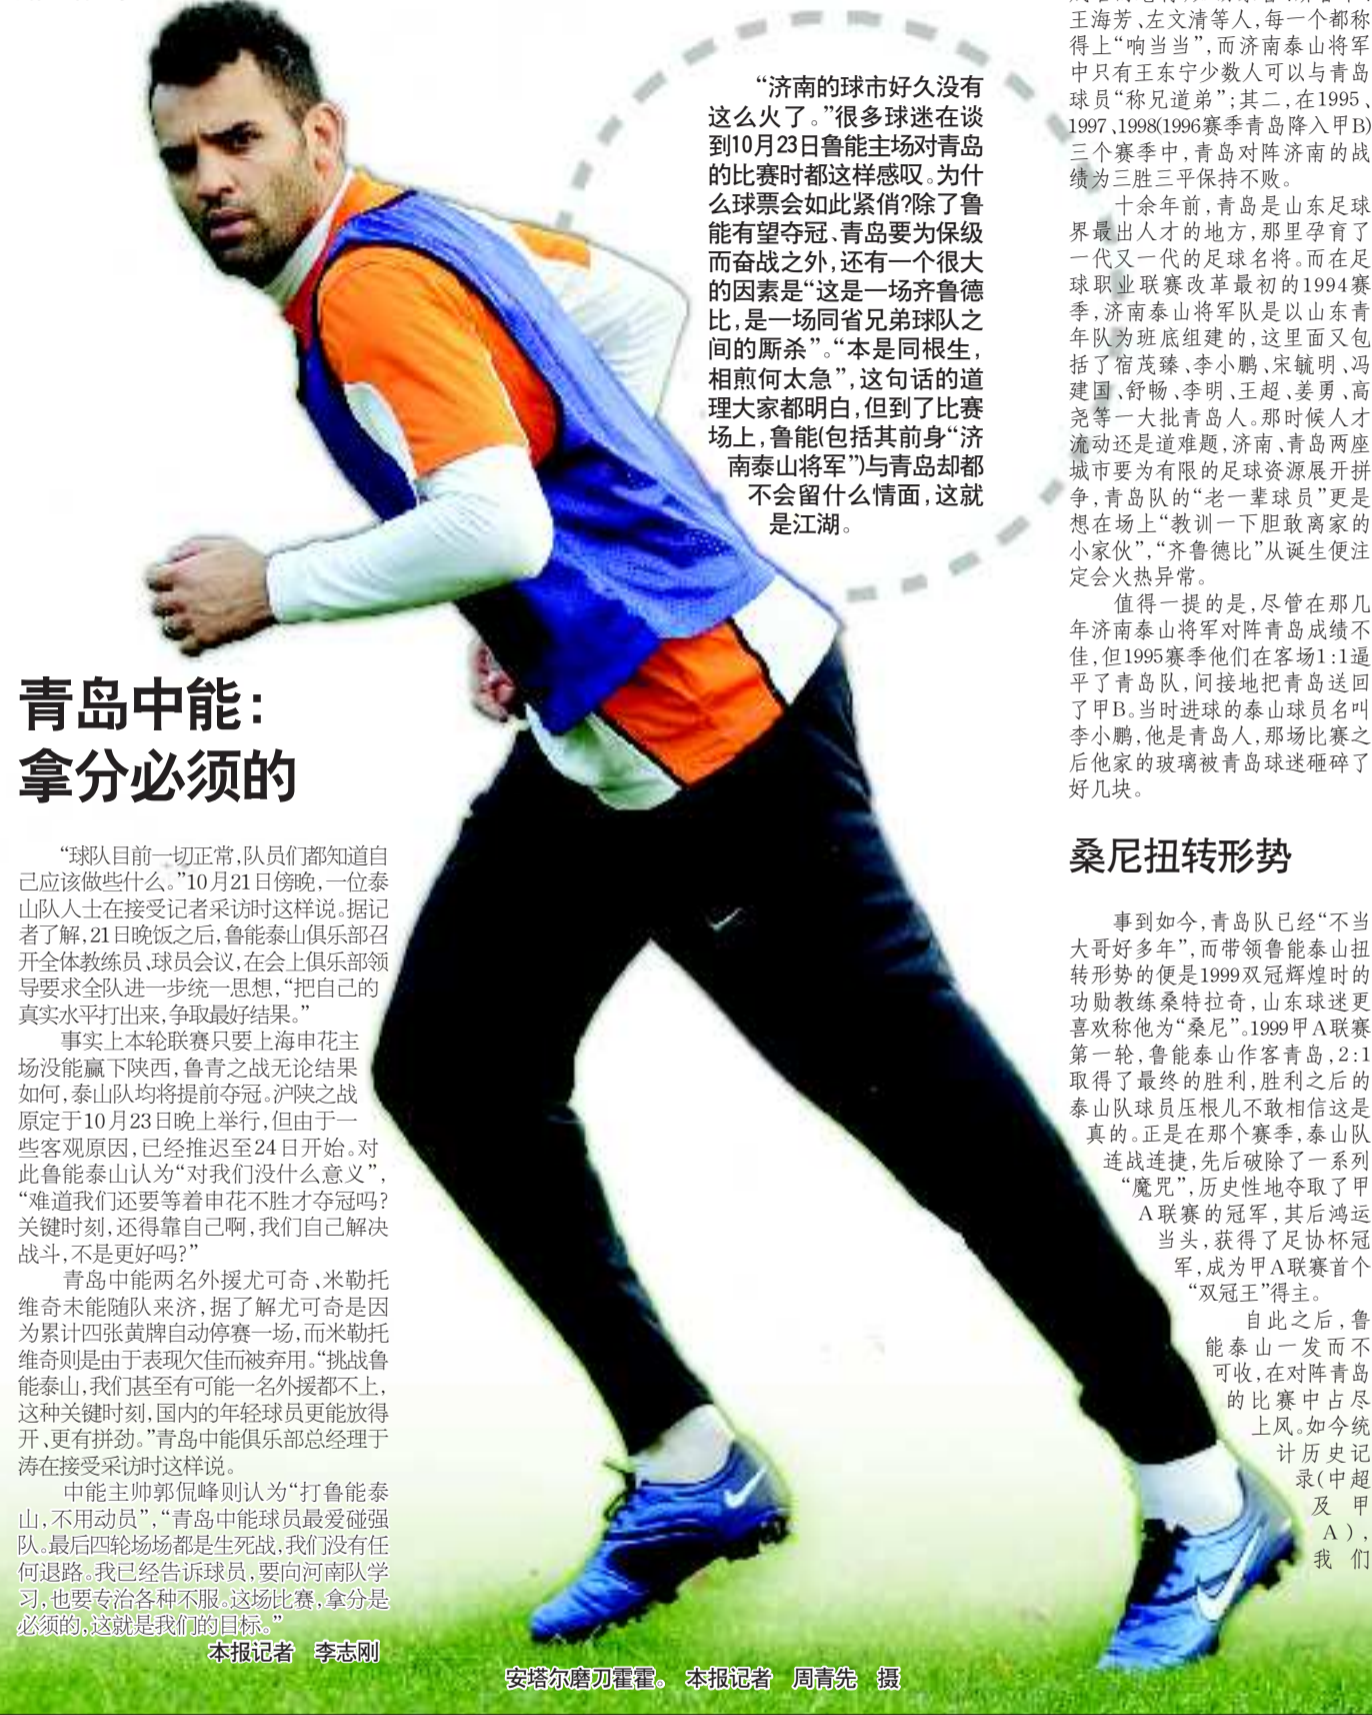 “济南的球市好久没有
这么火了。”很多球迷在谈
到10月23日鲁能主场对青岛
的比赛时都这样感叹。为什
么球票会如此紧俏?除了鲁
能有望夺冠、青岛要为保级
而奋战之外,还有一个很大
的因素是“这是一场齐鲁德
比,是一场同省兄弟球队之
间的厮杀”。“本是同根生,
相煎何太急”,这句话的道
理大家都明白,但到了比赛
场上,鲁能(包括其前身“济
南泰山将军”)与青岛却都
不会留什么情面,这就
是江湖。
青岛中能:
拿分必须的
“球队目前一切正常,队员们都知道自
己应该做些什么。”10月21日傍晚,一位泰
山队人士在接受记者采访时这样说。据记
者了解,21日晚饭之后,鲁能泰山俱乐部召
开全体教练员、球员会议,在会上俱乐部领
导要求全队进一步统一思想,“把自己的
真实水平打出来,争取最好结果。”
事实上本轮联赛只要上海申花主
场没能赢下陕西,鲁青之战无论结果
如何,泰山队均将提前夺冠。沪陕之战
原定于10月23日晚上举行,但由于一
些客观原因,已经推迟至24日开始。对
此鲁能泰山认为“对我们没什么意义”,
“难道我们还要等着申花不胜才夺冠吗?
关键时刻,还得靠自己啊,我们自己解决
战斗,不是更好吗?”
青岛中能两名外援尤可奇、米勒托
维奇未能随队来济,据了解尤可奇是因
为累计四张黄牌自动停赛一场,而米勒托
维奇则是由于表现欠佳而被弃用。“挑战鲁
能泰山,我们甚至有可能一名外援都不上,
这种关键时刻,国内的年轻球员更能放得
开、更有拼劲。”青岛中能俱乐部总经理于
涛在接受采访时这样说。
中能主帅郭侃峰则认为“打鲁能泰
山,不用动员”,“青岛中能球员最爱碰强
队。最后四轮场场都是生死战,我们没有任
何退路。我已经告诉球员,要向河南队学
习,也要专治各种不服。这场比赛,拿分是
必须的,这就是我们的目标。”
本报记者 李志刚
安塔尔磨刀霍霍。 本报记者 周青先 摄
王海芳、左文清等人,每一个都称
得上“响当当”,而济南泰山将军
中只有王东宁少数人可以与青岛
球员“称兄道弟”;其二,在1995、
1997、1998(1996赛季青岛降入甲B)
三个赛季中,青岛对阵济南的战
绩为三胜三平保持不败。
十余年前,青岛是山东足球
界最出人才的地方,那里孕育了
一代又一代的足球名将。而在足
球职业联赛改革最初的1994赛
季,济南泰山将军队是以山东青
年队为班底组建的,这里面又包
括了宿茂臻、李小鹏、宋毓明、冯
建国、舒畅、李明、王超、姜勇、高
尧等一大批青岛人。那时候人才
流动还是道难题,济南、青岛两座
城市要为有限的足球资源展开拼
争,青岛队的“老一辈球员”更是
想在场上“教训一下胆敢离家的
小家伙”,“齐鲁德比”从诞生便注
定会火热异常。
值得一提的是,尽管在那几
年济南泰山将军对阵青岛成绩不
佳,但1995赛季他们在客场1:1逼
平了青岛队,间接地把青岛送回
了甲B。当时进球的泰山球员名叫
李小鹏,他是青岛人,那场比赛之
后他家的玻璃被青岛球迷砸碎了
好几块。
桑尼扭转形势
事到如今,青岛队已经“不当
大哥好多年”,而带领鲁能泰山扭
转形势的便是1999双冠辉煌时的
功勋教练桑特拉奇,山东球迷更
喜欢称他为“桑尼”。1999甲A联赛
第一轮,鲁能泰山作客青岛,2:1
取得了最终的胜利,胜利之后的
泰山队球员压根儿不敢相信这是
真的。正是在那个赛季,泰山队
连战连捷,先后破除了一系列
“魔咒”,历史性地夺取了甲
A联赛的冠军,其后鸿运
当头,获得了足协杯冠
军,成为甲A联赛首个
“双冠王”得主。
自此之后,鲁
能泰山一发而不
可收,在对阵青岛
的比赛中占尽
上风。如今统
计历史记
录(中超
及甲
A),
我们